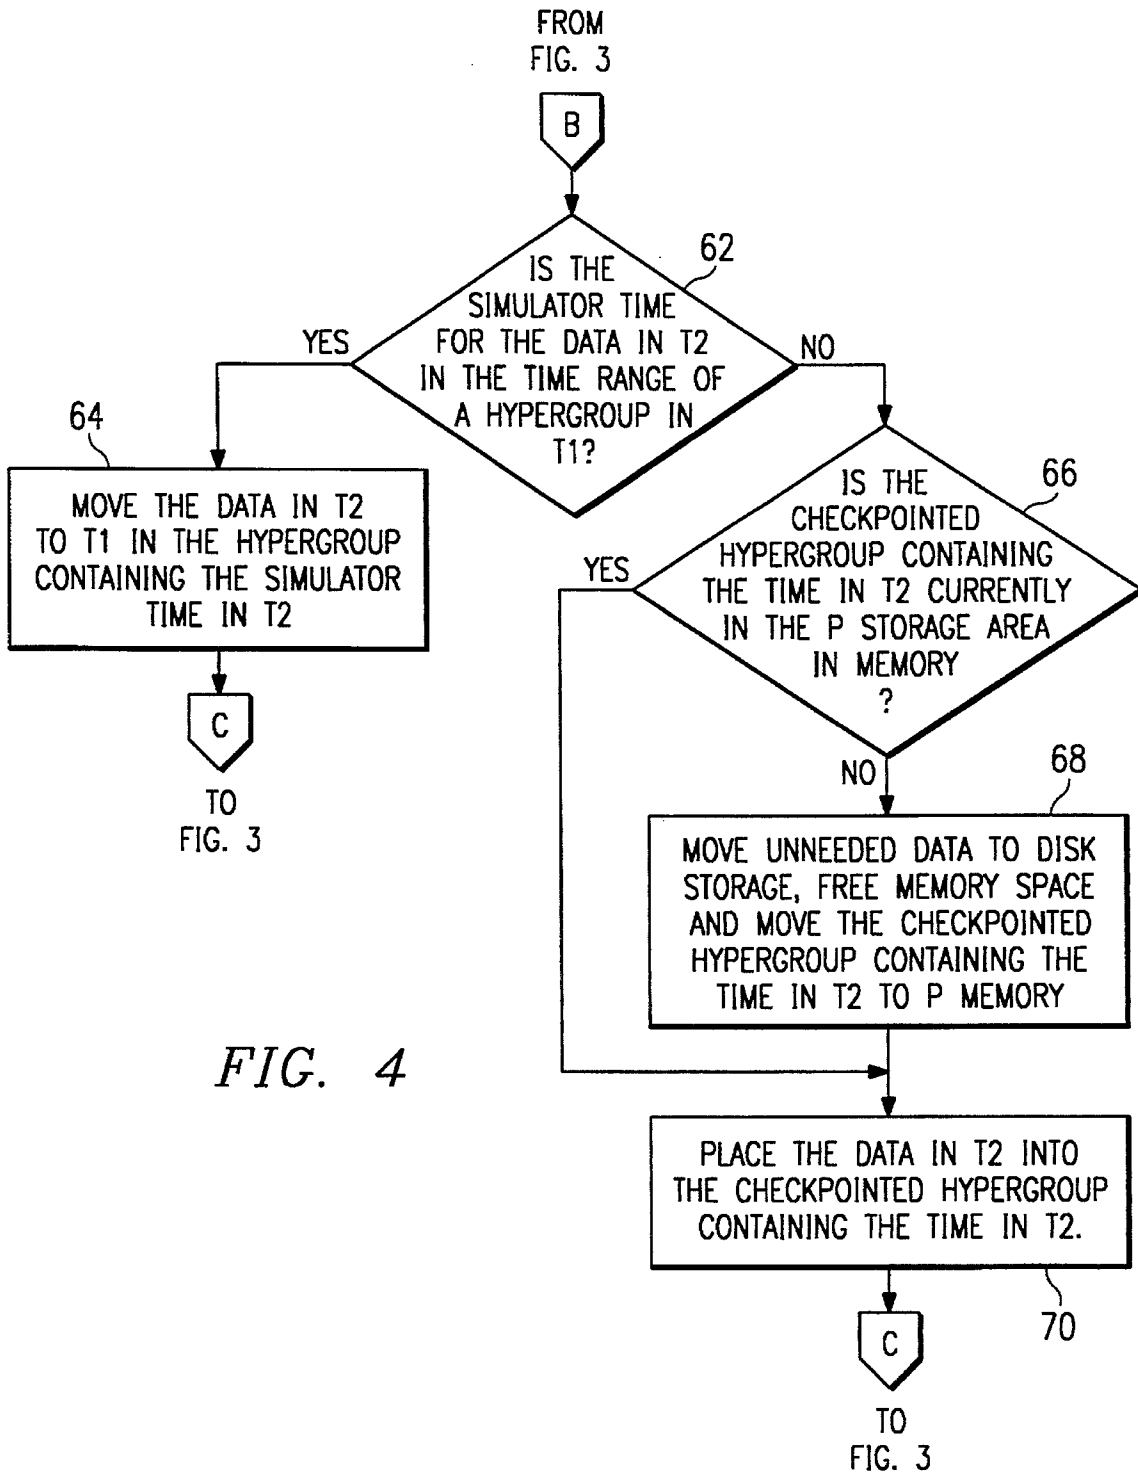 FROM
FIG. 3
B
62
IS THE
SIMULATOR TIME
FOR THE DATA IN T2
IN THE TIME RANGE OF
A HYPERGROUP IN
T1?
YES
NO
64
MOVE THE DATA IN T2
TO T1 IN THE HYPERGROUP
CONTAINING THE SIMULATOR
TIME IN T2
C
TO
FIG. 3
66
IS THE
CHECKPOINTED
HYPERGROUP CONTAINING
THE TIME IN T2 CURRENTLY
IN THE P STORAGE AREA
IN MEMORY
?
YES
NO
68
MOVE UNNEEDED DATA TO DISK
STORAGE, FREE MEMORY SPACE
AND MOVE THE CHECKPOINTED
HYPERGROUP CONTAINING THE
TIME IN T2 TO P MEMORY
FIG. 4
PLACE THE DATA IN T2 INTO
THE CHECKPOINTED HYPERGROUP
CONTAINING THE TIME IN T2.
70
C
TO
FIG. 3